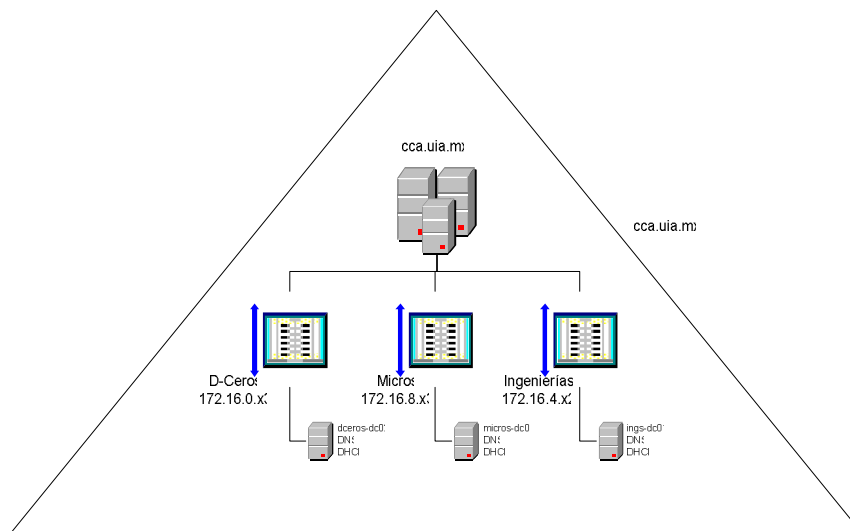 cca.uia.mx
cca.uia.mx
D-Ceros
172.16.0.x
Micros
172.16.8.x
Ingenierías
172.16.4.x
dceros-dc0
DNS
DHCP
micros-dc0
DNS
DHCP
ings-dc0
DNS
DHCP